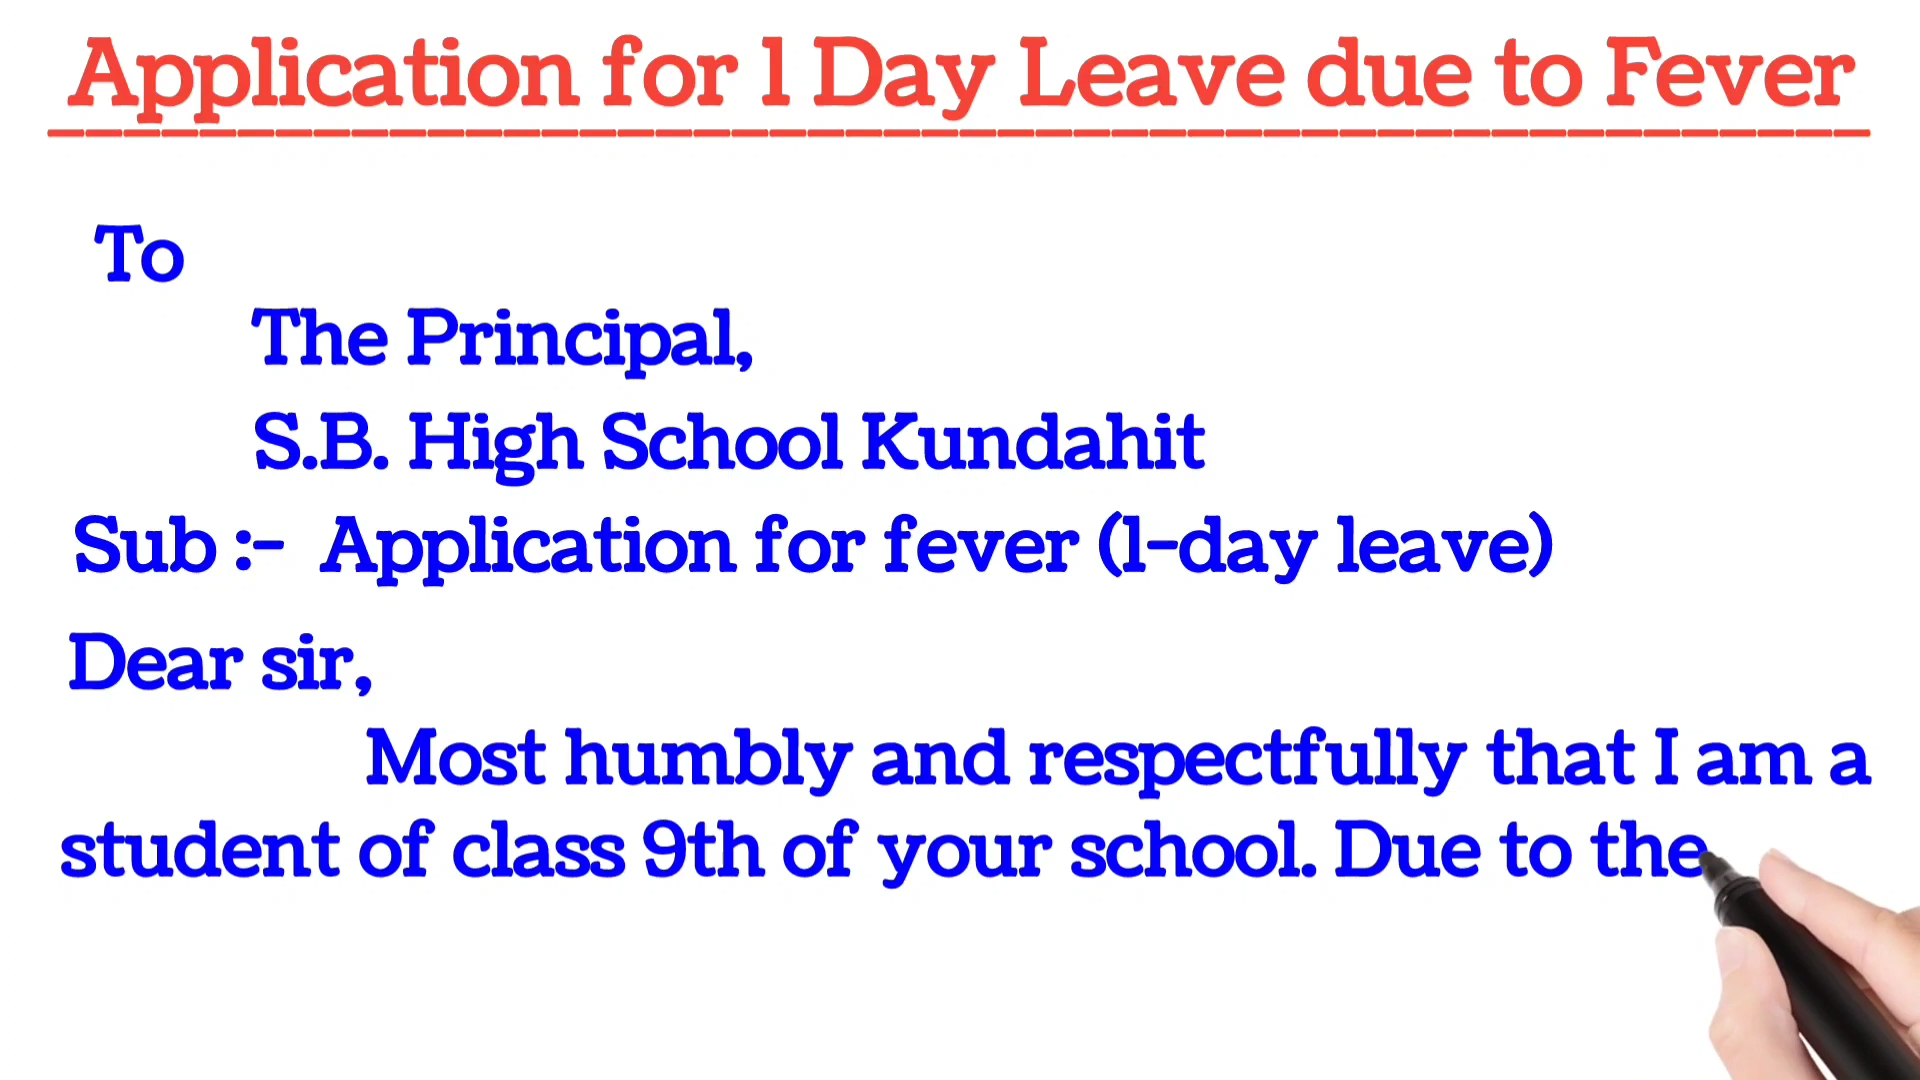 Application for 1 Day Leave due to Fever
To
The Principal,
S.B. High School Kundahit
Sub :- Application for fever (1-day leave)
Dear sir,
Most humbly and respectfully that I am a
student of class 9th of your school. Due to the